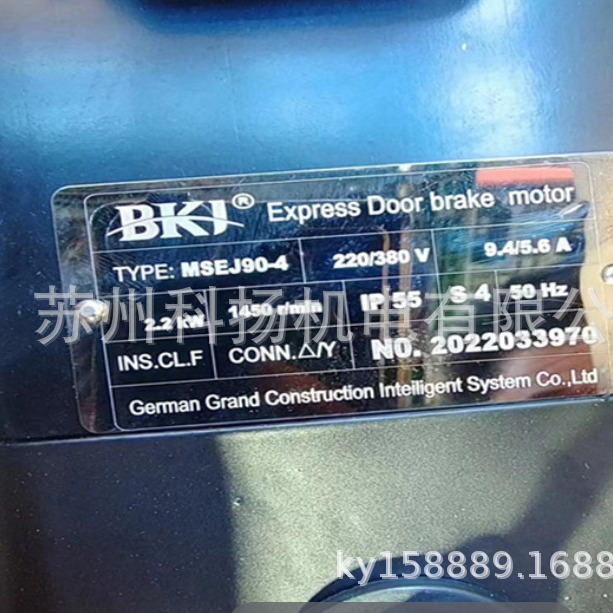 BKJ® Express Door brake motor
TYPE: MSEJ90-4 220/380 V 9.4/5.6 A
2.2 kW 1450 r/min IP 55 S 4 50 Hz
苏州科扬机电有限公
INS.CL.F CONN.△/Y NO. 2022033970
German Grand Construction Inteiligent System Co.,Ltd
ky158889.1688